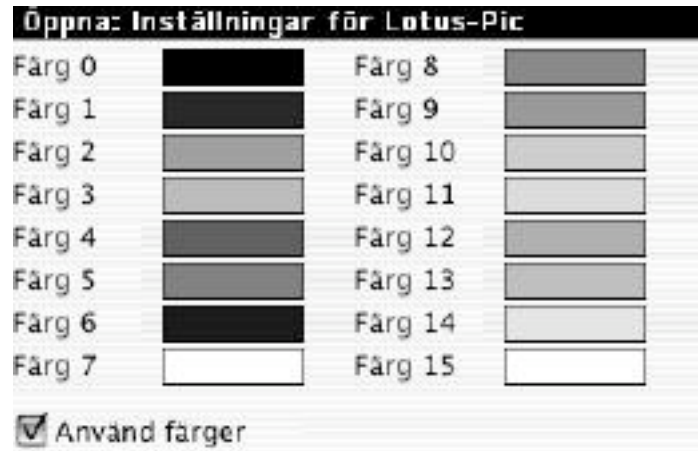 Öppna: Inställningar för Lotus-Pic
Färg 0
Färg 1
Färg 2
Färg 3
Färg 4
Färg 5
Färg 6
Färg 7
Färg 8
Färg 9
Färg 10
Färg 11
Färg 12
Färg 13
Färg 14
Färg 15
Använd färger